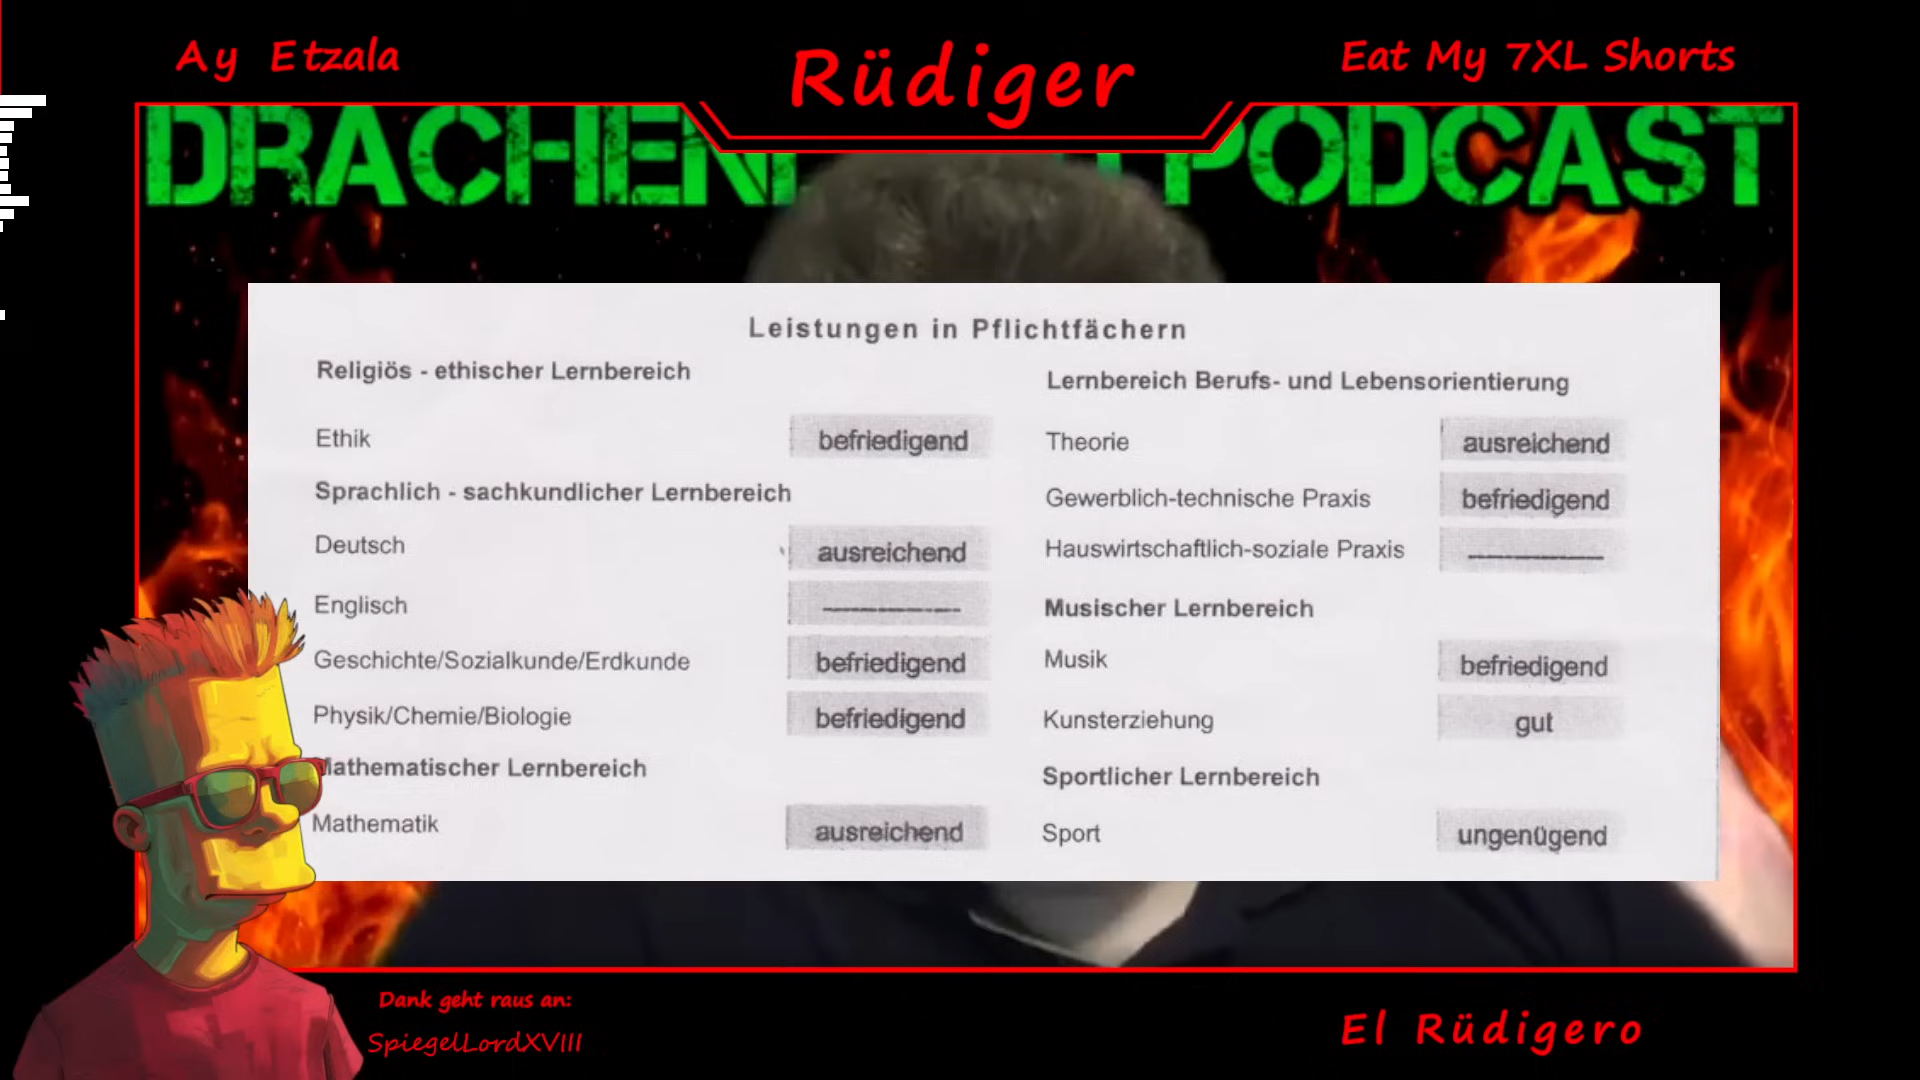 Ay Etzala
Rüdiger
Eat My 7XL Shorts
PODCAST
Leistungen in Pflichtfächern
Religiös - ethischer Lernbereich
Ethik befriedigend
Sprachlich - sachkundlicher Lernbereich
Deutsch ausreichend
Englisch ----------
Geschichte/Sozialkunde/Erdkunde befriedigend
Physik/Chemie/Biologie befriedigend
Mathematischer Lernbereich
Mathematik ausreichend
Lernbereich Berufs- und Lebensorientierung
Theorie ausreichend
Gewerblich-technische Praxis befriedigend
Hauswirtschaftlich-soziale Praxis ----------
Musischer Lernbereich
Musik befriedigend
Kunsterziehung gut
Sportlicher Lernbereich
Sport ungenügend
Dank geht raus an:
SpiegelLordXVIII
El Rüdigero